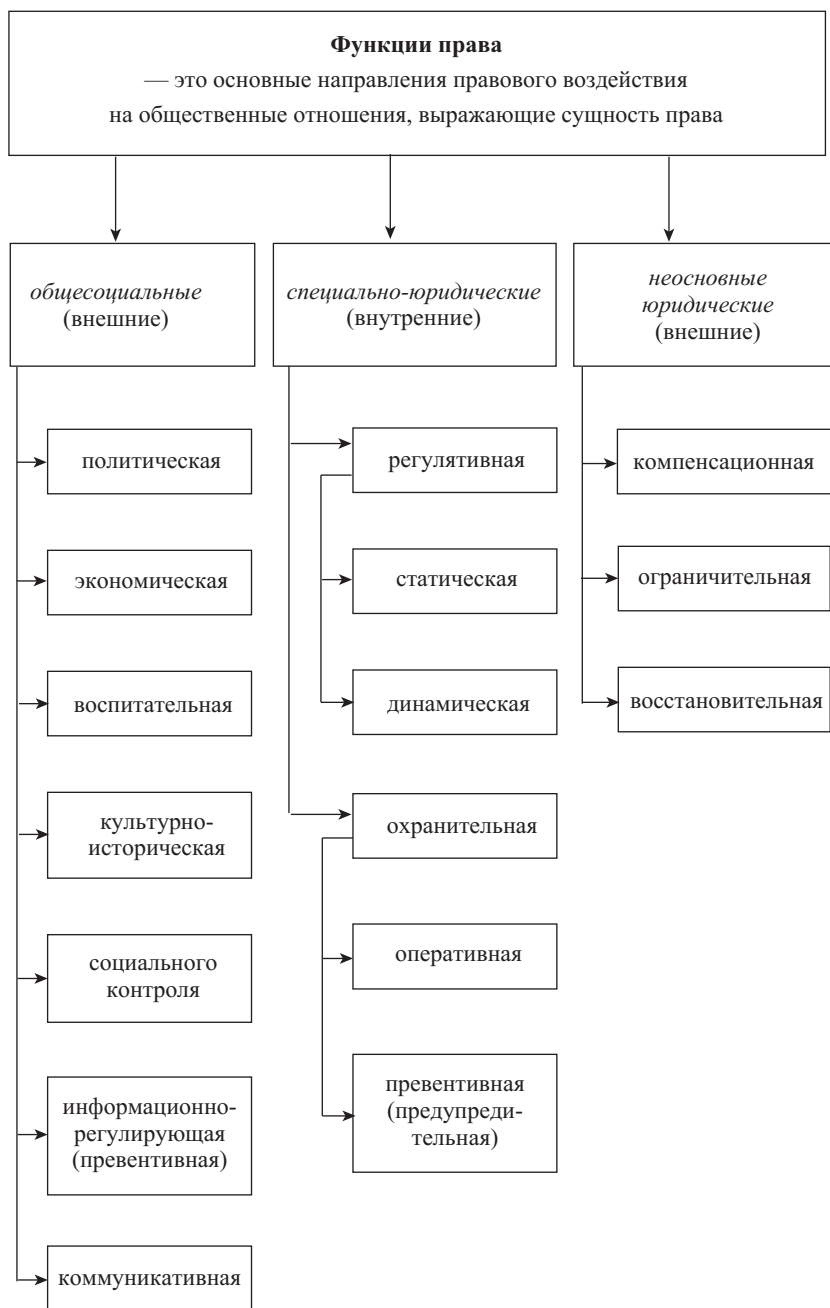 Функции права
— это основные направления правового воздействия
на общественные отношения, выражающие сущность права
общесоциальные
(внешние)
политическая
экономическая
воспитательная
культурно-
историческая
социального
контроля
информационно-
регулирующая
(превентивная)
коммуникативная
специально-юридические
(внутренние)
регулятивная
статическая
динамическая
охранительная
оперативная
превентивная
(предупреди-
тельная)
неосновные
юридические
(внешние)
компенсационная
ограничительная
восстановительная